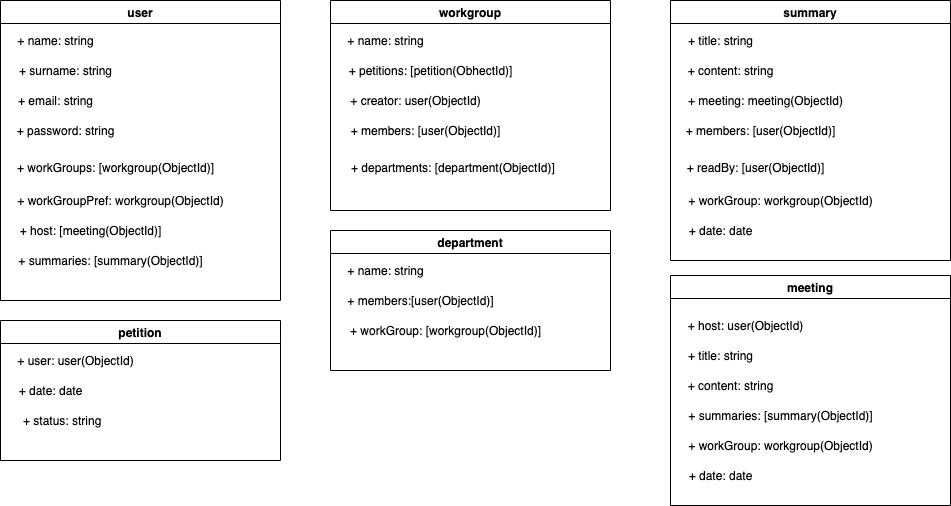 user
+ name: string
+ surname: string
+ email: string
+ password: string
+ workGroups: [workgroup(ObjectId)]
+ workGroupPref: workgroup(ObjectId)
+ host: [meeting(ObjectId)]
+ summaries: [summary(ObjectId)]
petition
+ user: user(ObjectId)
+ date: date
+ status: string
workgroup
+ name: string
+ petitions: [petition(ObhectId)]
+ creator: user(ObjectId)
+ members: [user(ObjectId)]
+ departments: [department(ObjectId)]
department
+ name: string
+ members:[user(ObjectId)]
+ workGroup: [workgroup(ObjectId)]
summary
+ title: string
+ content: string
+ meeting: meeting(ObjectId)
+ members: [user(ObjectId)]
+ readBy: [user(ObjectId)]
+ workGroup: workgroup(ObjectId)
+ date: date
meeting
+ host: user(ObjectId)
+ title: string
+ content: string
+ summaries: [summary(ObjectId)]
+ workGroup: workgroup(ObjectId)
+ date: date